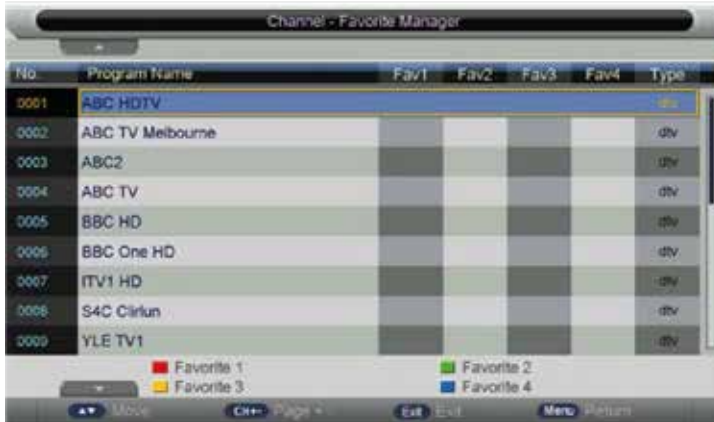 Channel - Favorite Manager
No. Program Name Fav1 Fav2 Fav3 Fav4 Type
0001 ABC HDTV dtv
0002 ABC TV Melbourne dtv
0003 ABC2 dtv
0004 ABC TV dtv
0005 BBC HD dtv
0006 BBC One HD dtv
0007 ITV1 HD dtv
0008 S4C Clirlun dtv
0009 YLE TV1 dtv
Favorite 1 Favorite 2
Favorite 3 Favorite 4
▲▼ Move CH+- Page + Exit Exit Menu Return